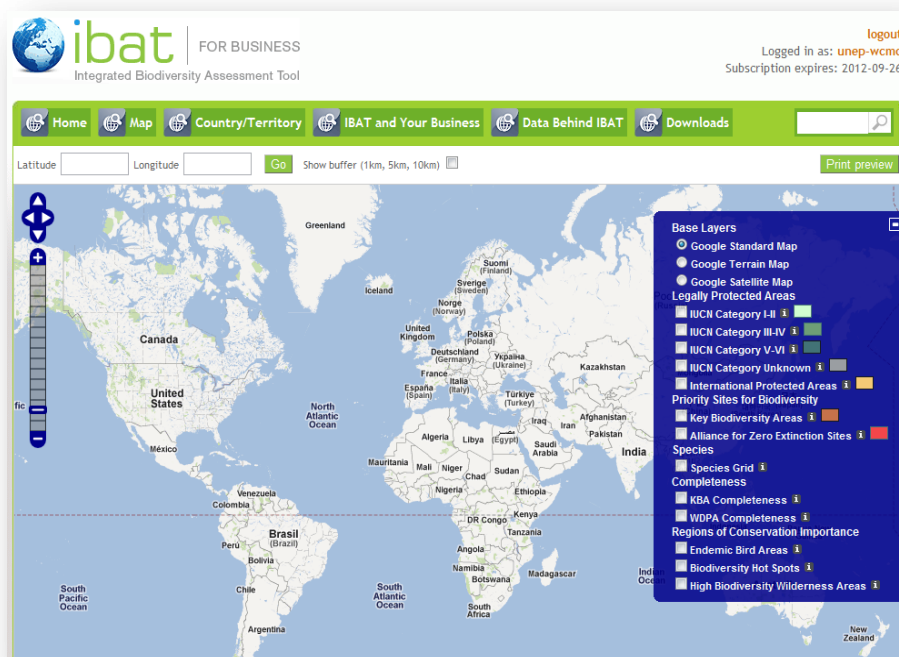 ibat
FOR BUSINESS
Integrated Biodiversity Assessment Tool
logout
Logged in as: unep-wcmc
Subscription expires: 2012-09-26
Home Map Country/Territory IBAT and Your Business Data Behind IBAT Downloads
Latitude Longitude Go Show buffer (1km, 5km, 10km) Print preview
Base Layers
Google Standard Map
Google Terrain Map
Google Satellite Map
Legally Protected Areas
IUCN Category I-II
IUCN Category III-IV
IUCN Category V-VI
IUCN Category Unknown
International Protected Areas
Priority Sites for Biodiversity
Key Biodiversity Areas
Alliance for Zero Extinction Sites
Species
Species Grid
Completeness
KBA Completeness
WDPA Completeness
Regions of Conservation Importance
Endemic Bird Areas
Biodiversity Hot Spots
High Biodiversity Wilderness Areas
Greenland
Iceland
Suomi
(Finland)
Sverige
(Sweden)
Norge
(Norway)
United
Kingdom
Polska
(Poland)
Deutschland
(Germany)
Україна
(Ukraine)
France
Italia
(Italy)
España
(Spain)
Türkiye
(Turkey)
Kazakhstan
Canada
United
States
North
Atlantic
Ocean
México
Algeria
Libya
(Egypt)
Iraq
Iran
Afghanistan
Pakistan
Saudi
Arabia
India
Mauritania
Mali
Niger
Chad
Sudan
Nigeria
Ethiopia
Venezuela
Colombia
DR Congo
Kenya
Tanzania
Perú
Brasil
(Brazil)
Bolivia
Angola
Namibia
Botswana
Madagascar
Chile
South
Pacific
Ocean
South
Atlantic
Ocean
South
Africa
Argentina
New
Zealand